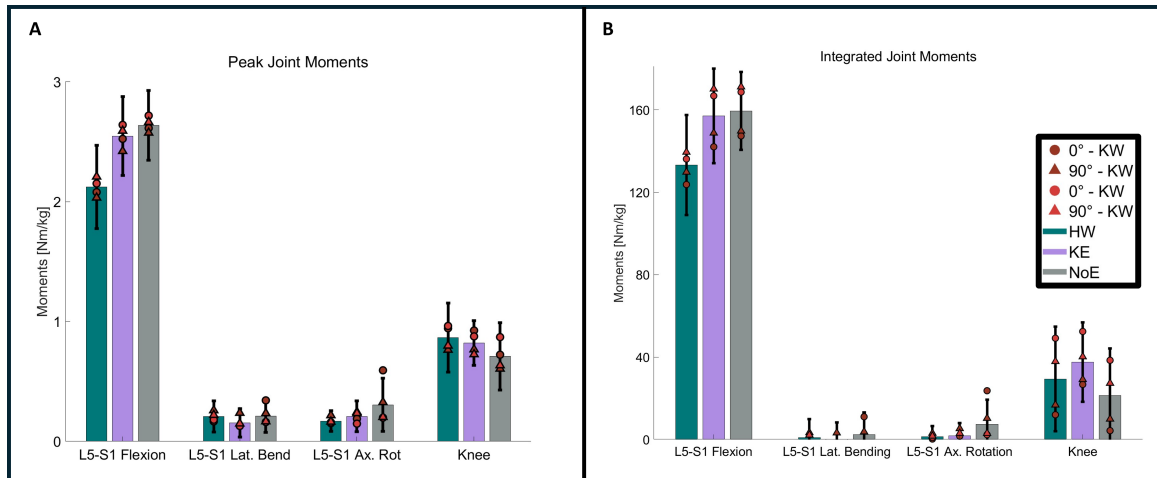 A
Peak Joint Moments
Moments [Nm/kg]
3
2
1
0
L5-S1 Flexion
L5-S1 Lat. Bend
L5-S1 Ax. Rot
Knee
B
Integrated Joint Moments
Moments [Nm/kg]
160
120
80
40
0
L5-S1 Flexion
L5-S1 Lat. Bending
L5-S1 Ax. Rotation
Knee
0° - KW
90° - KW
0° - KW
90° - KW
HW
KE
NoE